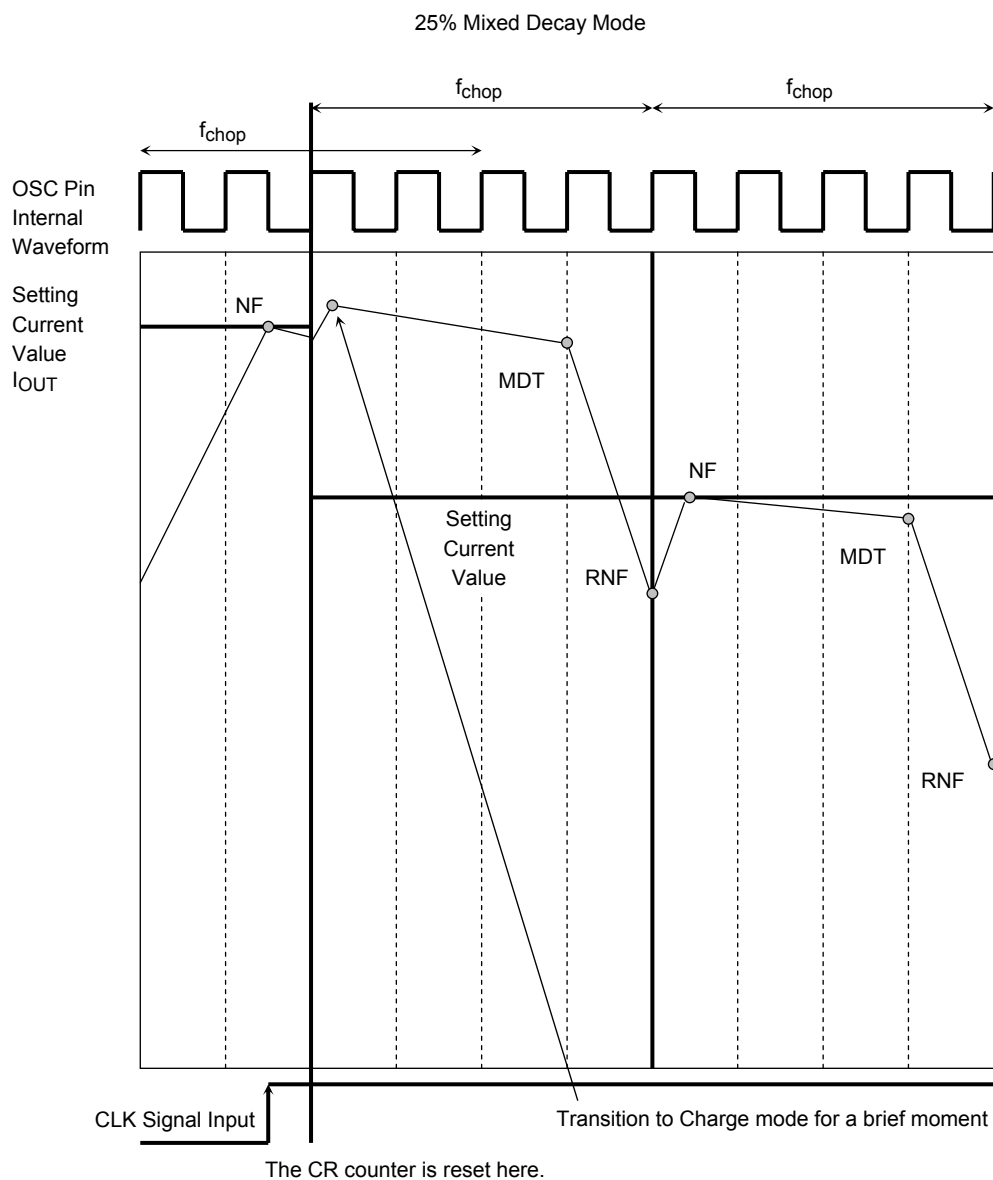 25% Mixed Decay Mode
fchop
fchop
fchop
OSC Pin
Internal
Waveform
Setting
Current
Value
IOUT
NF
MDT
NF
Setting
Current
Value
MDT
RNF
RNF
CLK Signal Input
Transition to Charge mode for a brief moment
The CR counter is reset here.